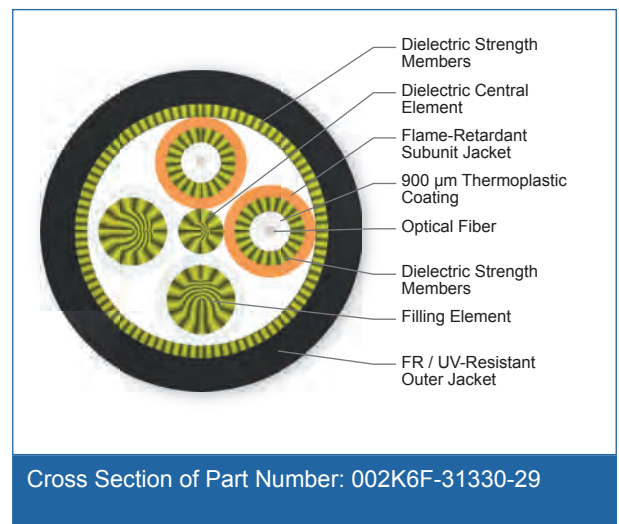 Dielectric Strength
Members
Dielectric Central
Element
Flame-Retardant
Subunit Jacket
900 µm Thermoplastic
Coating
Optical Fiber
Dielectric Strength
Members
Filling Element
FR / UV-Resistant
Outer Jacket
Cross Section of Part Number: 002K6F-31330-29